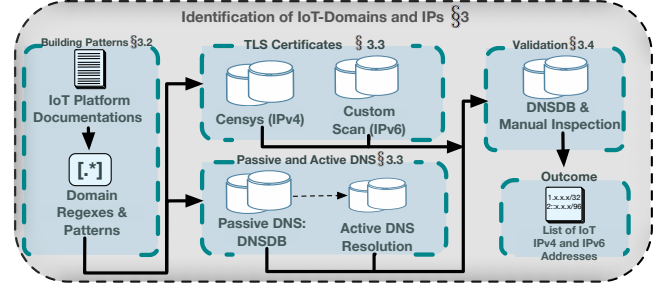 Identification of IoT-Domains and IPs §3
Building Patterns §3.2
IoT Platform
Documentations
[.*]
Domain
Regexes &
Patterns
TLS Certificates § 3.3
Censys (IPv4)
Custom
Scan (IPv6)
Passive and Active DNS §3.3
Passive DNS:
DNSDB
Active DNS
Resolution
Validation §3.4
DNSDB &
Manual Inspection
Outcome
1.x.x.x/32
2::x.x.x/96
List of IoT
IPv4 and IPv6
Addresses